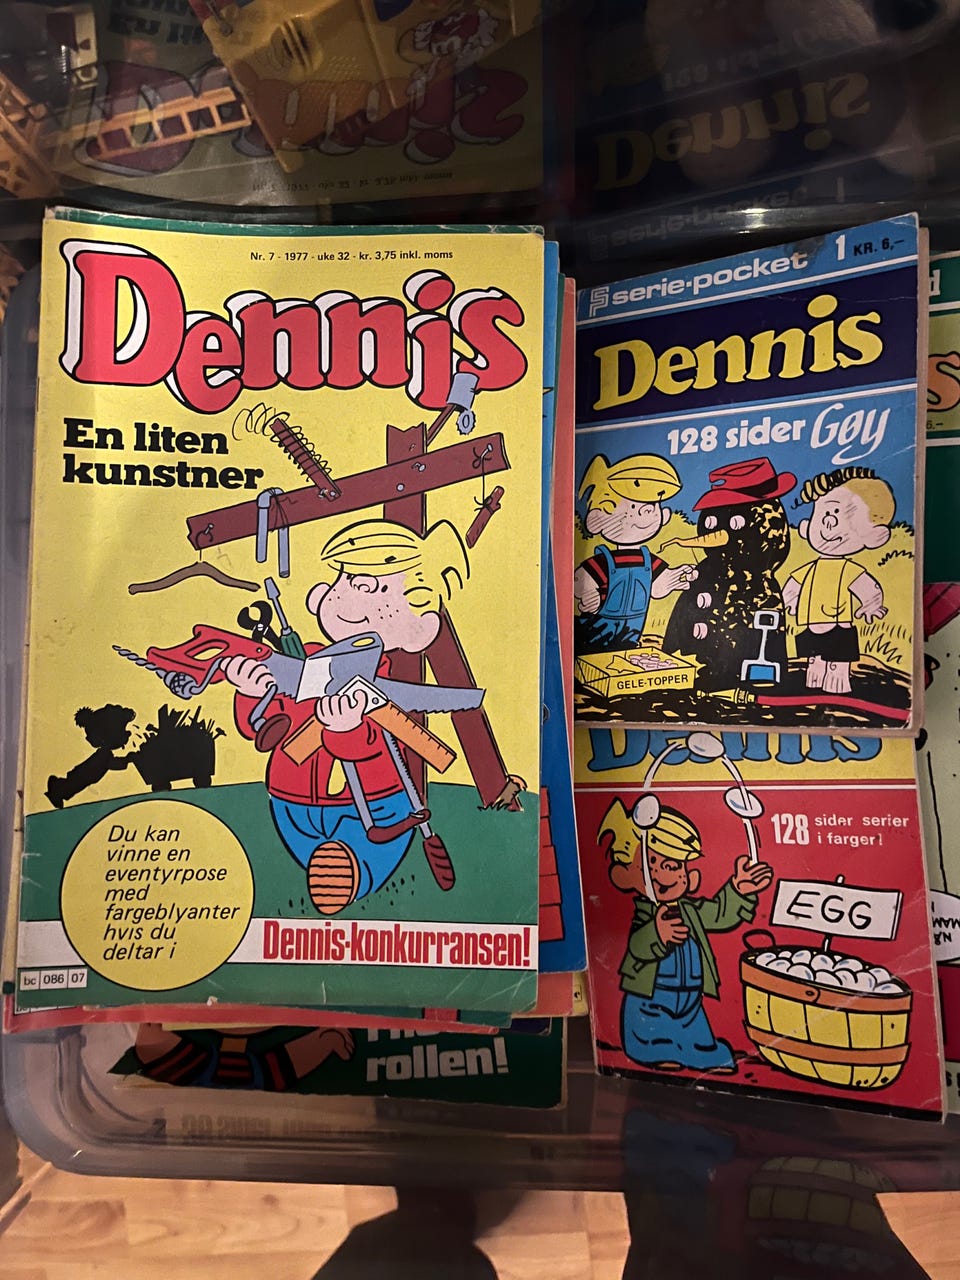 Nr. 7 - 1977 - uke 32 - kr. 3,75 inkl. moms
Dennis
En liten
kunstner
Du kan
vinne en
eventyrpose
med
fargeblyanter
hvis du
deltar i
Dennis-konkurransen!
bc 086 07
rollen!
serie-pocket 1 KR. 6,-
Dennis
128 sider Gøy
GELE-TOPPER
Dennis
128 sider serier
i farger!
EGG